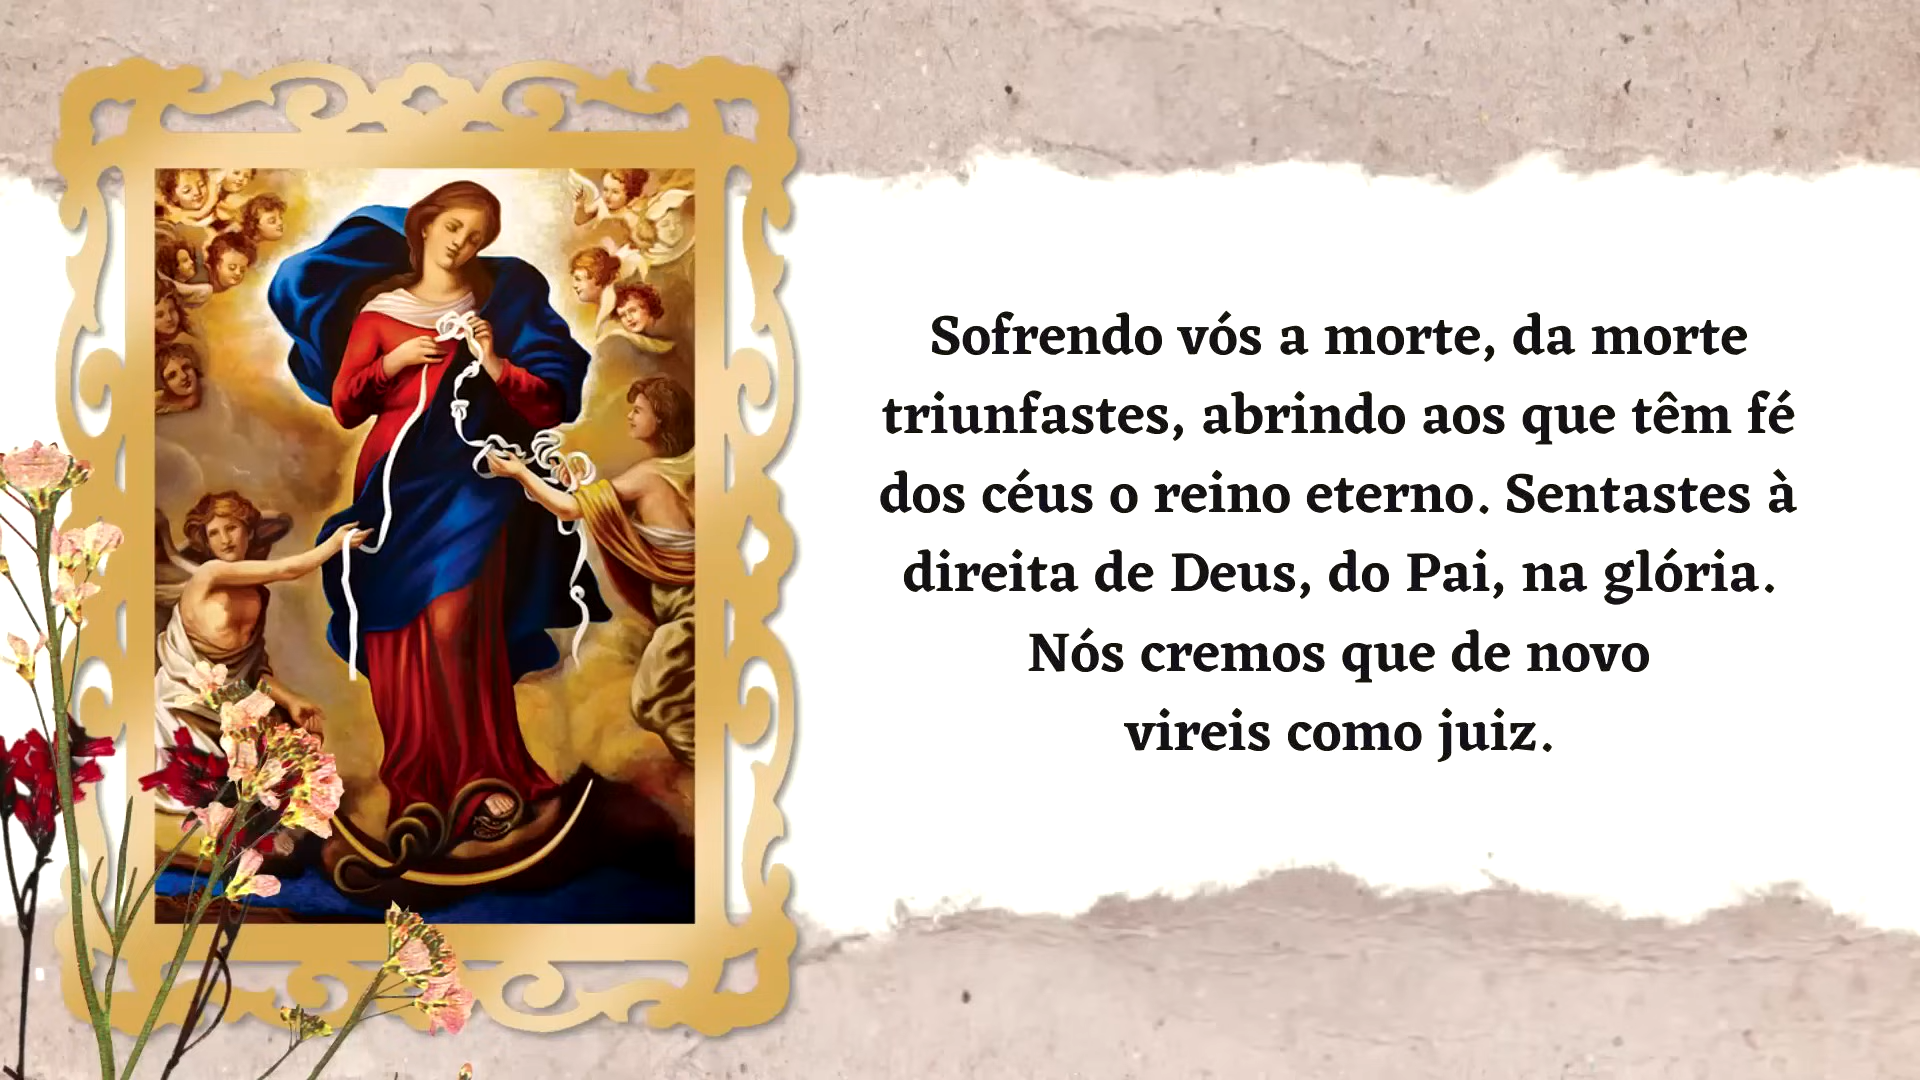 Sofrendo vós a morte, da morte
triunfastes, abrindo aos que têm fé
dos céus o reino eterno. Sentastes à
direita de Deus, do Pai, na glória.
Nós cremos que de novo
vireis como juiz.